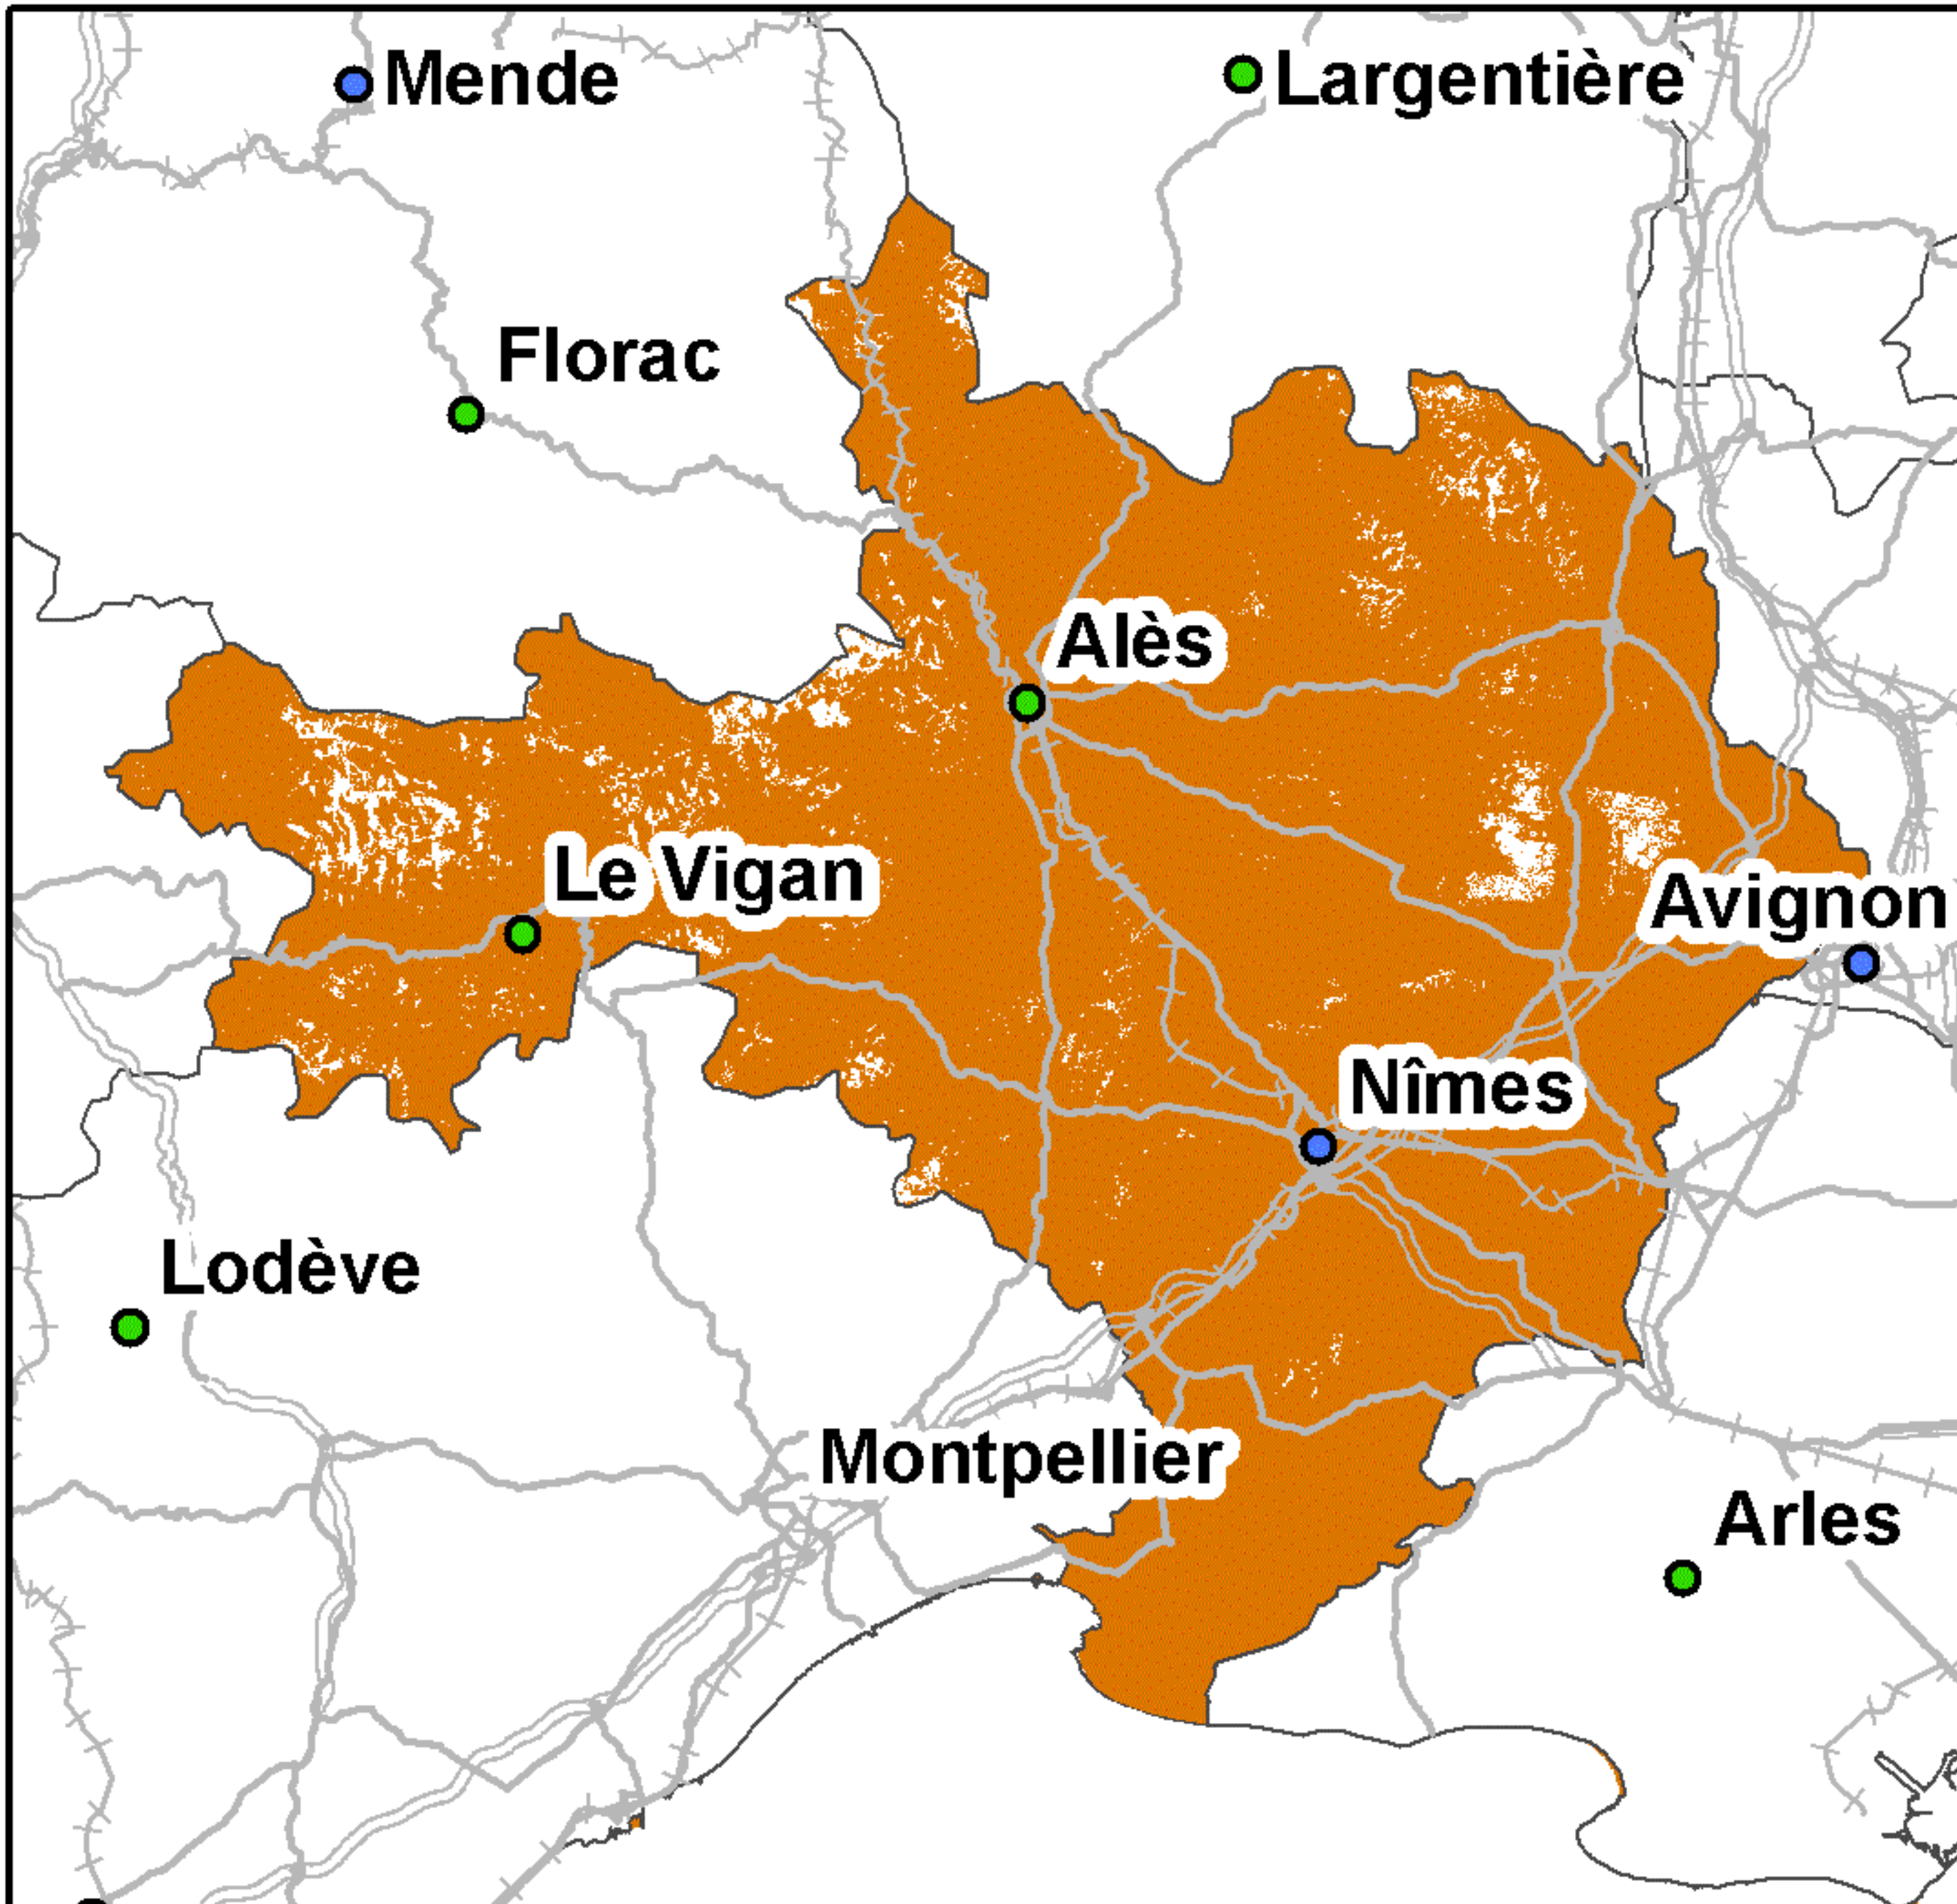 Mende
Largentière
Florac
Alès
Le Vigan
Avignon
Nîmes
Lodève
Montpellier
Arles